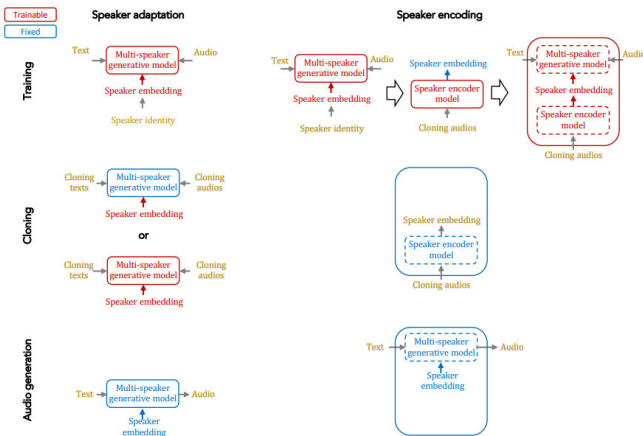 Trainable
Fixed
Speaker adaptation
Speaker encoding
Training
Text
Multi-speaker
generative model
Audio
Speaker embedding
Speaker identity
Text
Multi-speaker
generative model
Audio
Speaker embedding
Speaker identity
Speaker embedding
Speaker encoder
model
Cloning audios
Text
Multi-speaker
generative model
Audio
Speaker embedding
Speaker encoder
model
Cloning audios
Cloning
Cloning
texts
Multi-speaker
generative model
Cloning
audios
Speaker embedding
or
Cloning
texts
Multi-speaker
generative model
Cloning
audios
Speaker embedding
Speaker embedding
Speaker encoder
model
Cloning audios
Audio generation
Text
Multi-speaker
generative model
Audio
Speaker
embedding
Text
Multi-speaker
generative model
Audio
Speaker
embedding